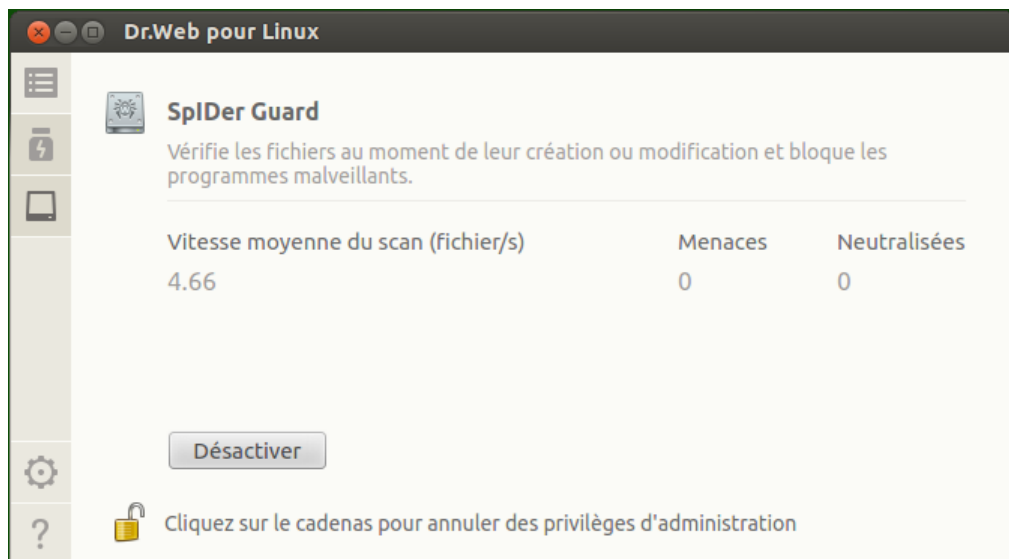 Dr.Web pour Linux
SpIDer Guard
Vérifie les fichiers au moment de leur création ou modification et bloque les
programmes malveillants.
Vitesse moyenne du scan (fichier/s) Menaces Neutralisées
4.66 0 0
Désactiver
Cliquez sur le cadenas pour annuler des privilèges d'administration
?